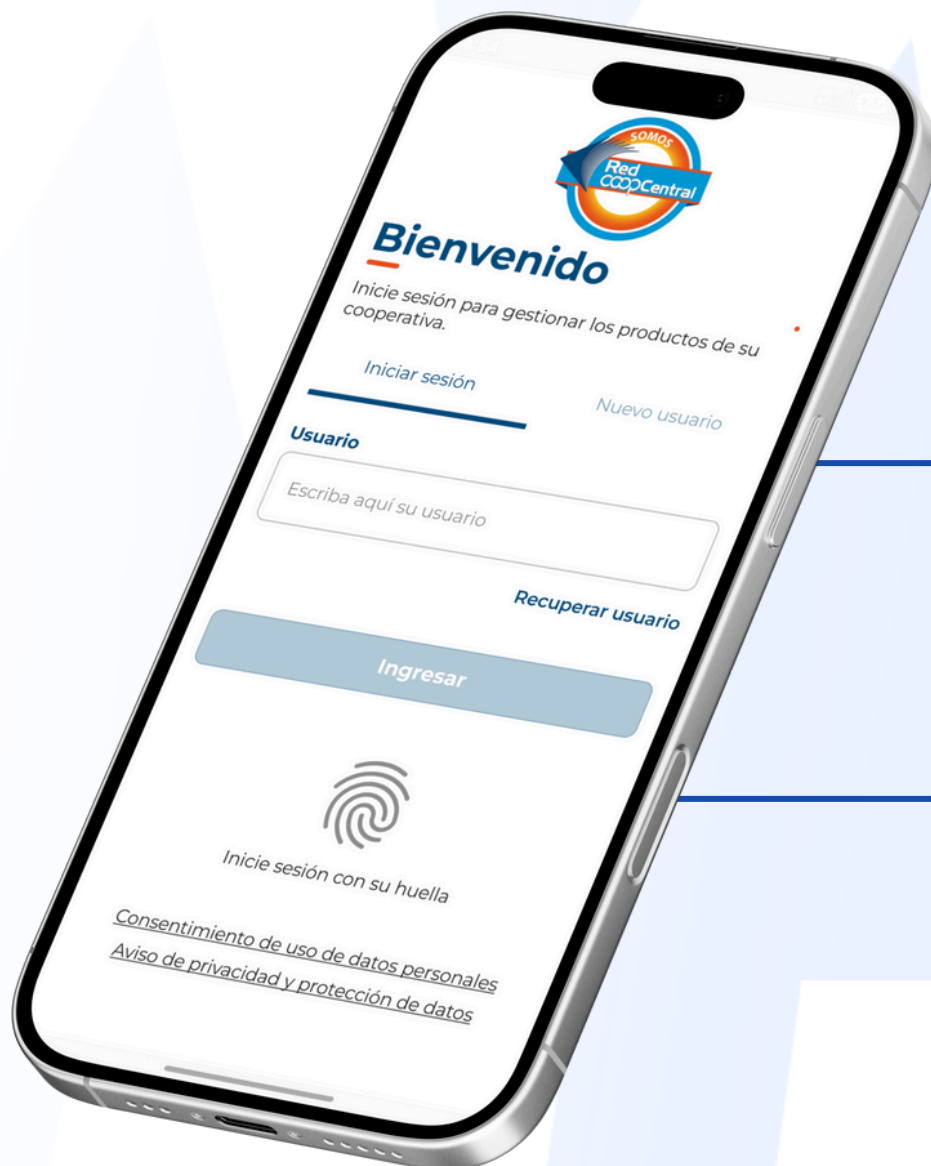 SOMOS
Red
COOPCentral
Bienvenido
Inicie sesión para gestionar los productos de su
cooperativa.
Iniciar sesión
Nuevo usuario
Usuario
Escriba aquí su usuario
Recuperar usuario
Ingresar
Inicie sesión con su huella
Consentimiento de uso de datos personales
Aviso de privacidad y protección de datos